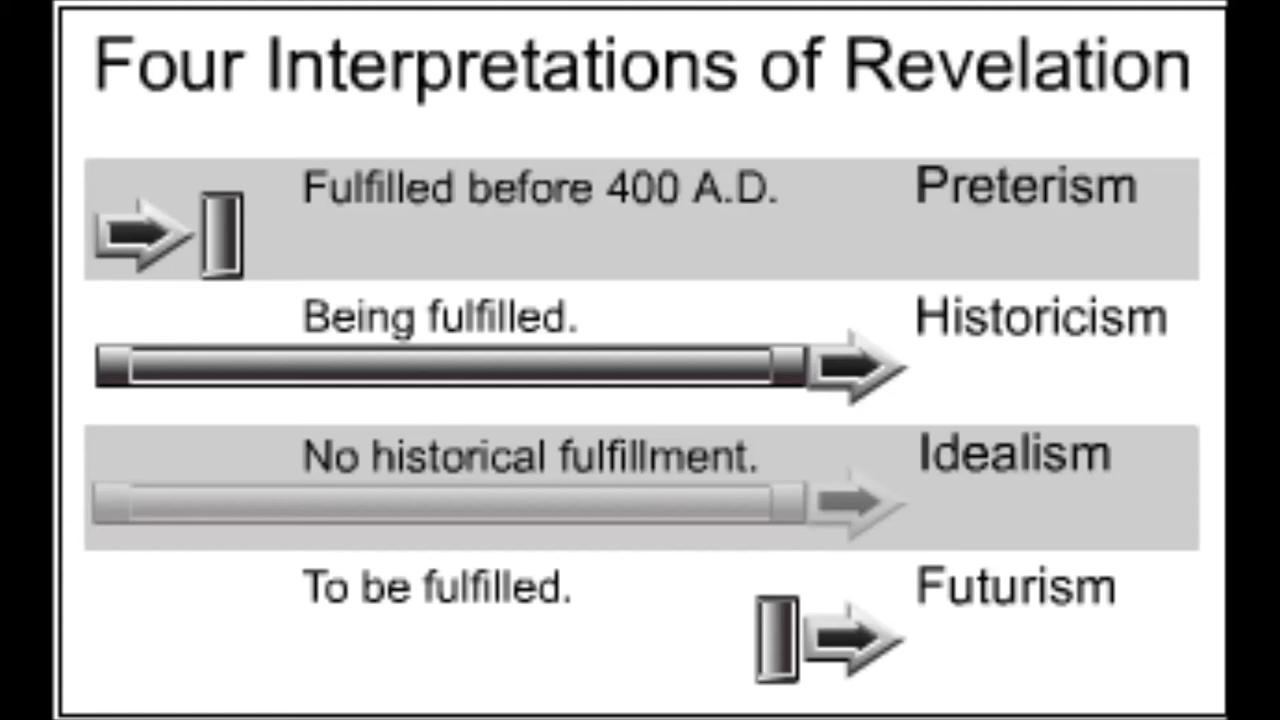 Four Interpretations of Revelation
Fulfilled before 400 A.D. Preterism
Being fulfilled. Historicism
No historical fulfillment. Idealism
To be fulfilled. Futurism